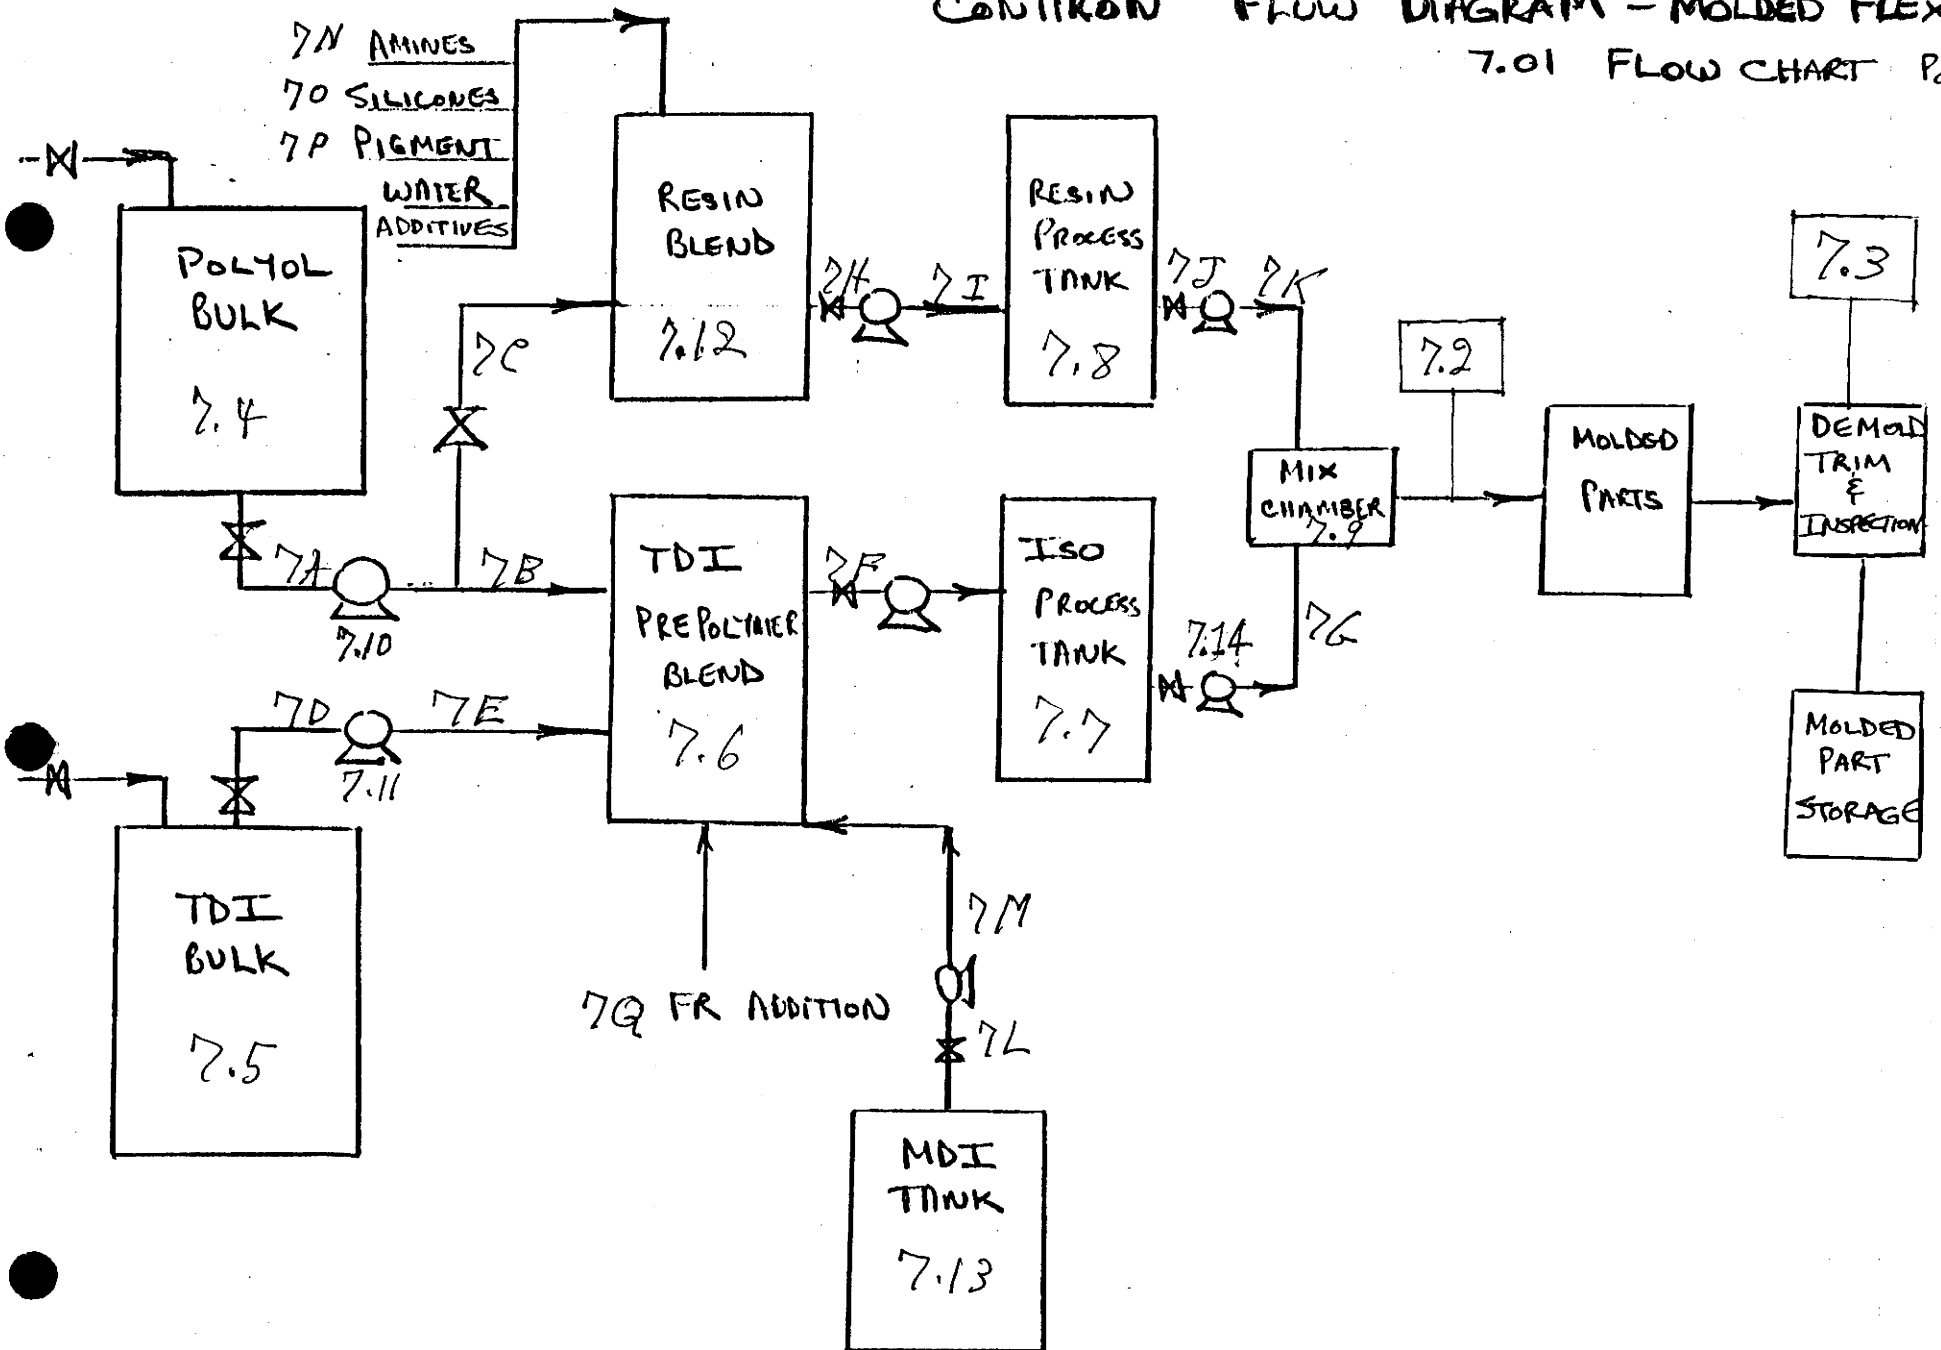 CONTIRON FLOW DIAGRAM - MOLDED FLEX
7.01 FLOW CHART
7N AMINES
7O SILICONES
7P PIGMENT
WATER
ADDITIVES
POLYOL
BULK
7.4
7C
RESIN
BLEND
7.12
7H
7I
RESIN
PROCESS
TANK
7.8
7J
7K
7.2
7.3
MIX
CHAMBER
7.9
MOLDED
PARTS
DEMOLD
TRIM
&
INSPECTION
7A
7.10
7B
TDI
PREPOLYMER
BLEND
7.6
7F
ISO
PROCESS
TANK
7.7
7.14
7G
7D
7.11
7E
MOLDED
PART
STORAGE
TDI
BULK
7.5
7Q FR ADDITION
7M
7L
MDI
TANK
7.13